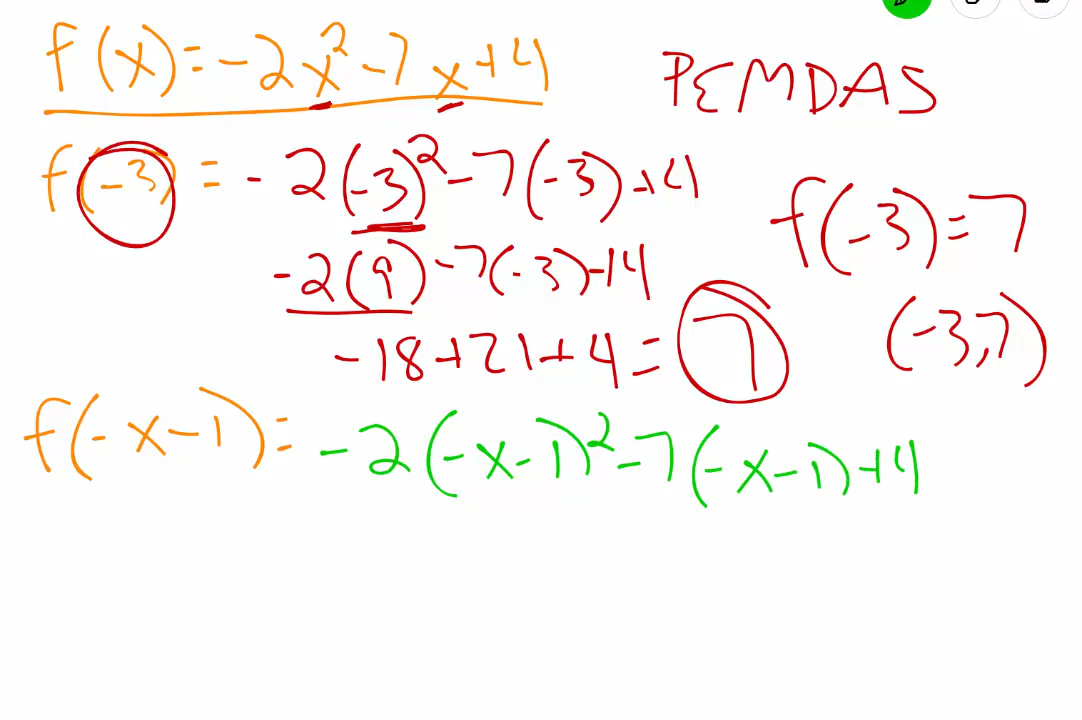 f(x)=-2x²-7x+4
PEMDAS
f(-3) = -2(-3)²-7(-3)+4
-2(9)-7(-3)+4
-18+21+4=7
f(-3)=7
(-3,7)
f(-x-1)=-2(-x-1)²-7(-x-1)+4